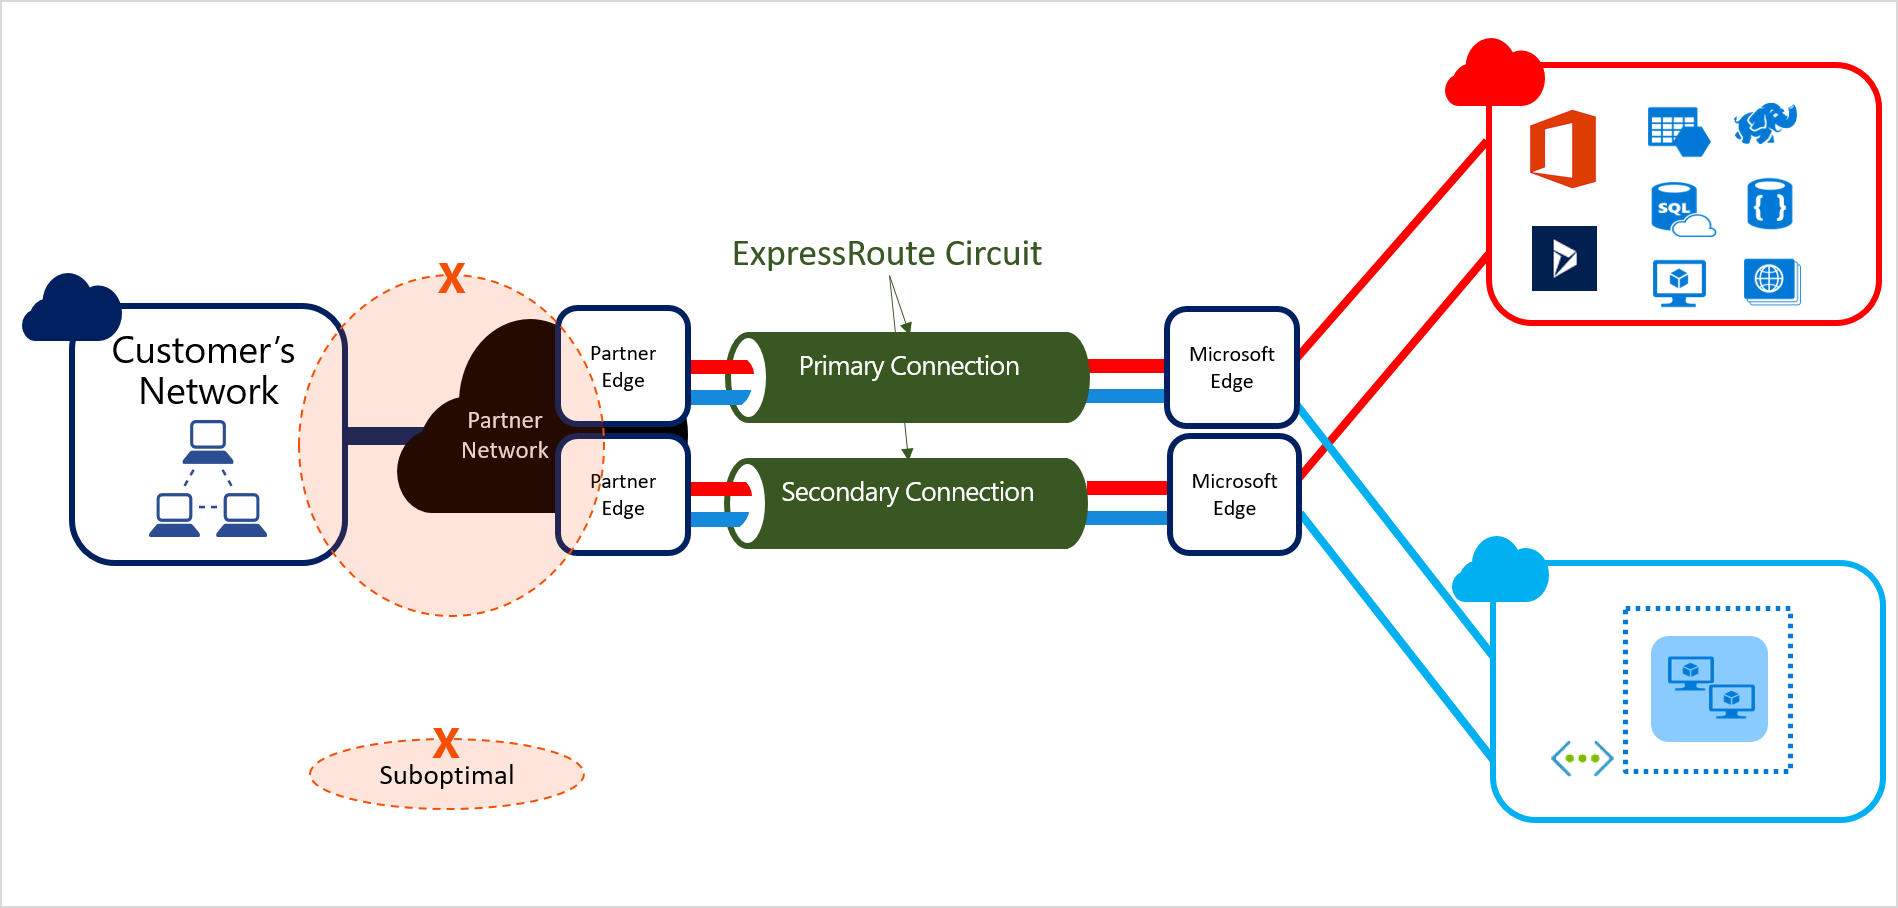 ExpressRoute Circuit
X
Customer's
Network
Partner
Network
Partner
Edge
Primary Connection
Microsoft
Edge
Partner
Edge
Secondary Connection
Microsoft
Edge
SQL
{ }
X
Suboptimal